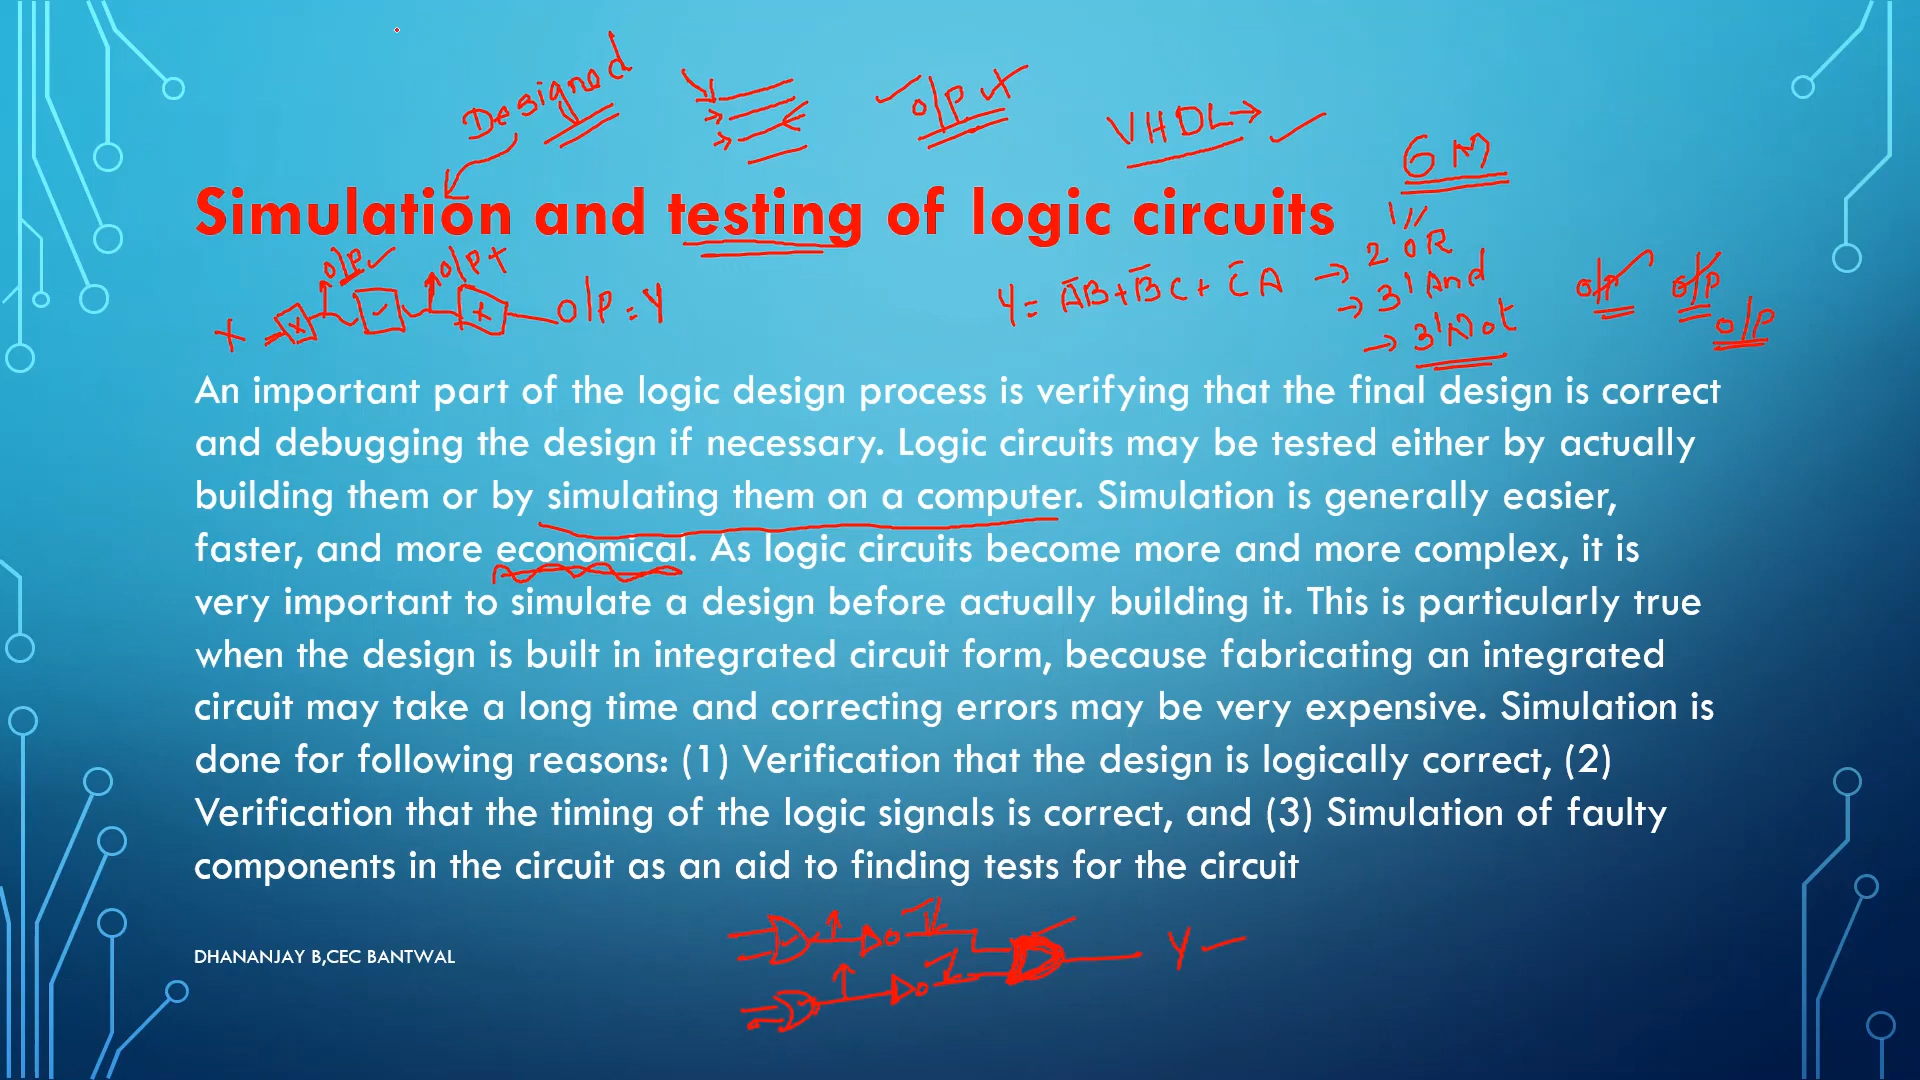 Designed
o/p x
VHDL →
6 M
Simulation and testing of logic circuits
2 OR
3 And
3 Not
o/p
o/p x
X
x
x
o/p = Y
Y = A̅B + B̅C + C̅A
o/p
o/p
o/p
An important part of the logic design process is verifying that the final design is correct
and debugging the design if necessary. Logic circuits may be tested either by actually
building them or by simulating them on a computer. Simulation is generally easier,
faster, and more economical. As logic circuits become more and more complex, it is
very important to simulate a design before actually building it. This is particularly true
when the design is built in integrated circuit form, because fabricating an integrated
circuit may take a long time and correcting errors may be very expensive. Simulation is
done for following reasons: (1) Verification that the design is logically correct, (2)
Verification that the timing of the logic signals is correct, and (3) Simulation of faulty
components in the circuit as an aid to finding tests for the circuit
Y
DHANANJAY B,CEC BANTWAL